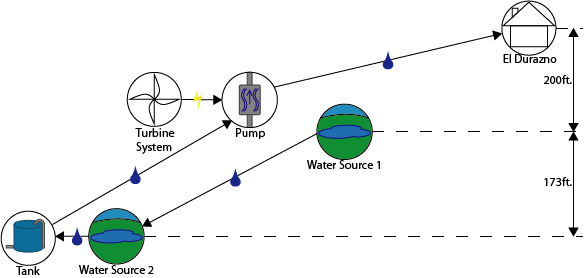 El Durazno
200ft.
Turbine
System
Pump
Water Source 1
173ft.
Tank
Water Source 2